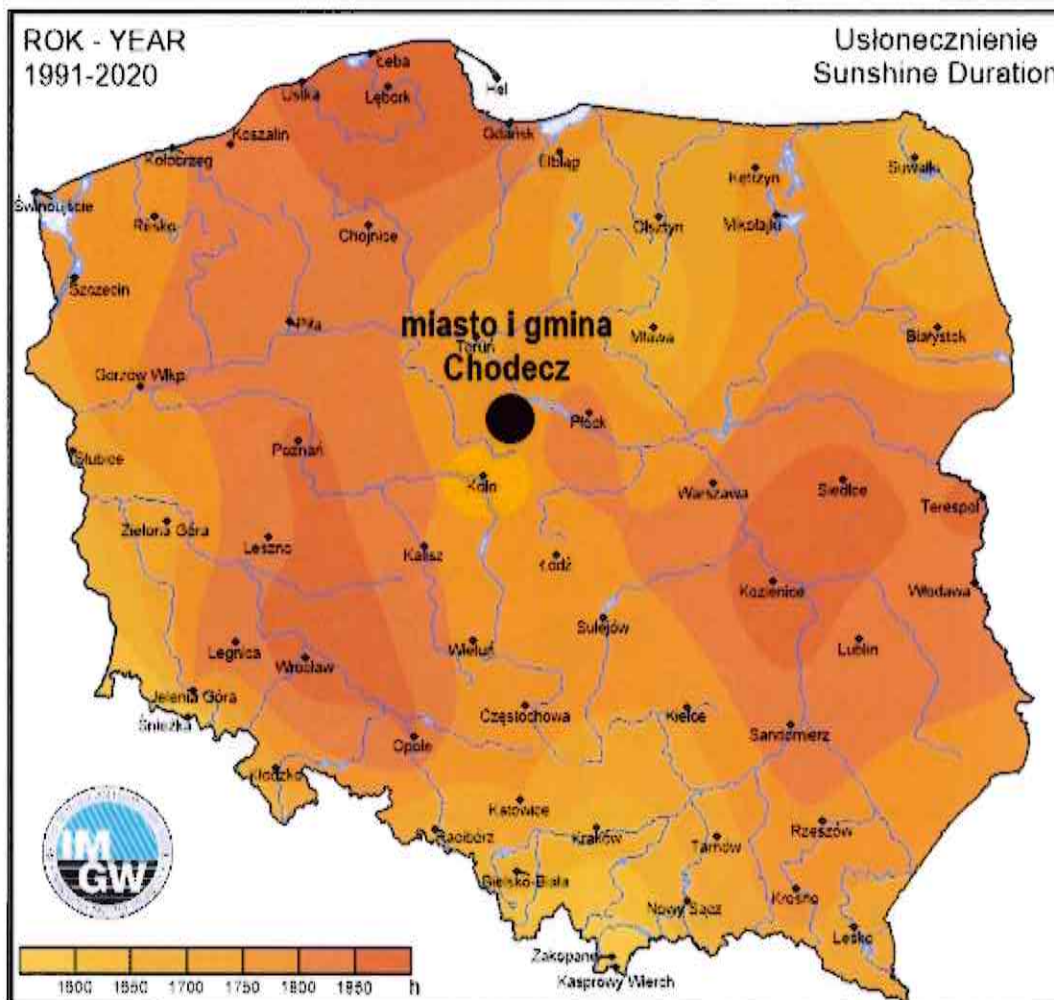 ROK - YEAR
1991-2020
Usłonecznienie
Sunshine Duration
Łeba
Ustka
Lębork
Hel
Koszalin
Gdańsk
Kołobrzeg
Elbląg
Suwałki
Kętrzyn
Świnoujście
Resko
Chojnice
Olsztyn
Mikołajki
Szczecin
Piła
miasto i gmina
Chodecz
Toruń
Mława
Białystok
Gorzów Wlkp.
Płock
Poznań
Słubice
Koło
Warszawa
Siedlce
Terespol
Zielona Góra
Leszno
Kalisz
Łódź
Kozienice
Włodawa
Sulejów
Legnica
Wrocław
Wieluń
Lublin
Jelenia Góra
Śnieżka
Częstochowa
Kielce
Sandomierz
Opole
Kłodzko
Katowice
Racibórz
Kraków
Tarnów
Rzeszów
Bielsko-Biała
Nowy Sącz
Krosno
Lesko
Zakopane
Kasprowy Wierch
IM
GW
1600 1650 1700 1750 1800 1850 h